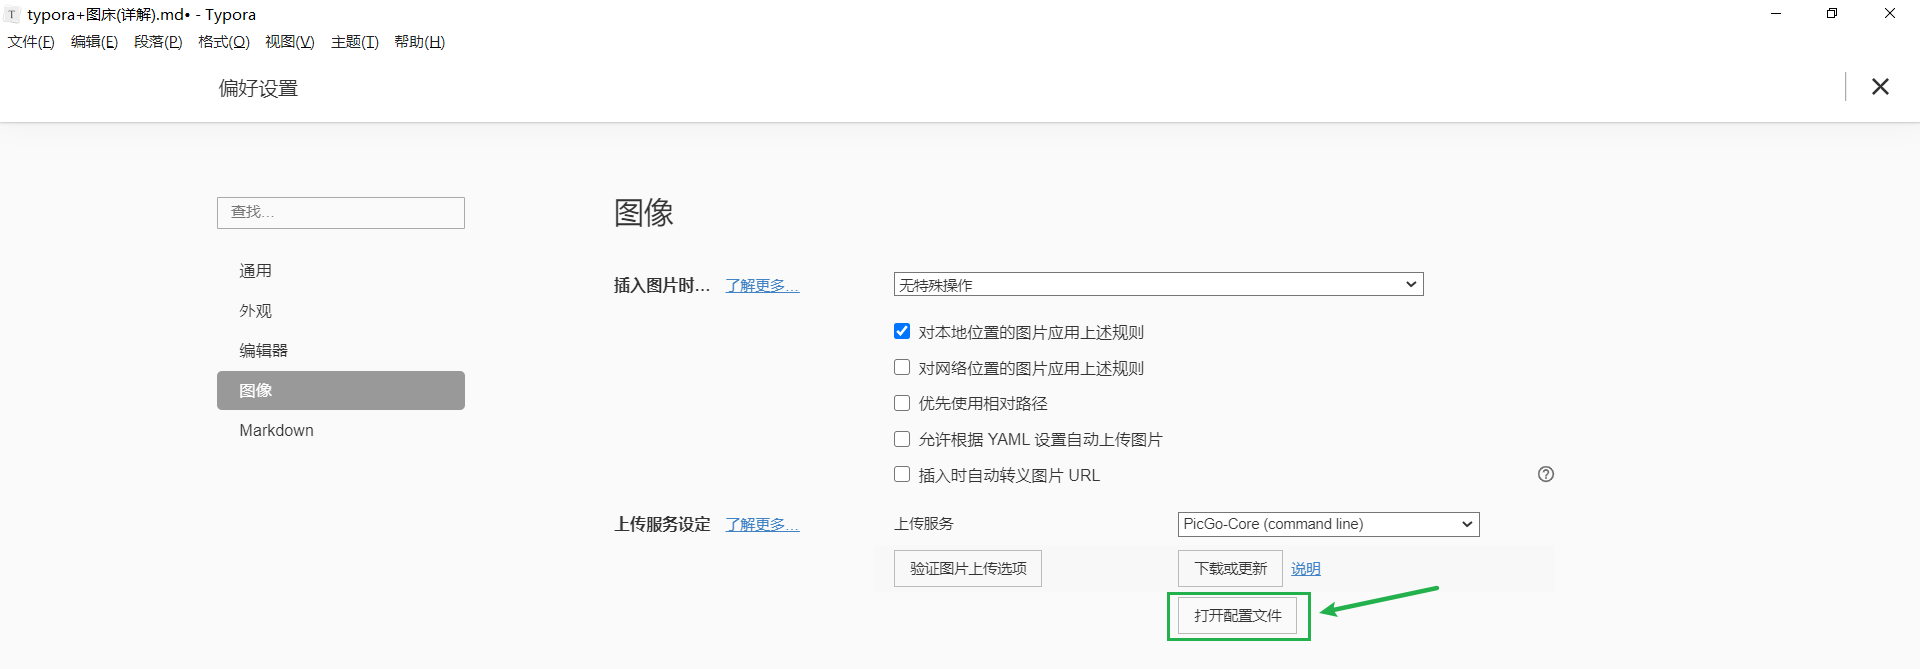 typora+图床(详解).md• - Typora
文件(F) 编辑(E) 段落(P) 格式(O) 视图(V) 主题(T) 帮助(H)
偏好设置
查找...
通用
外观
编辑器
图像
Markdown
图像
插入图片时... 了解更多... 无特殊操作
对本地位置的图片应用上述规则
对网络位置的图片应用上述规则
优先使用相对路径
允许根据 YAML 设置自动上传图片
插入时自动转义图片 URL
上传服务设定 了解更多... 上传服务 PicGo-Core (command line)
验证图片上传选项 下载或更新 说明
打开配置文件